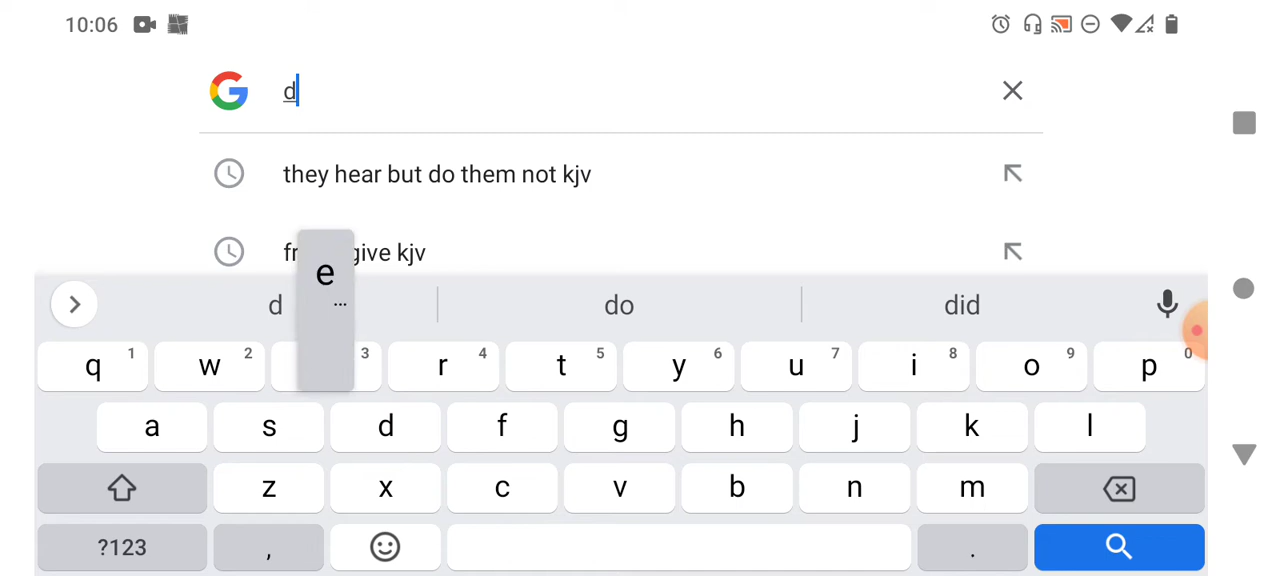 10:06
d
they hear but do them not kjv
fr give kjv
e
...
d do did
q 1 w 2 3 r 4 t 5 y 6 u 7 i 8 o 9 p 0
a s d f g h j k l
z x c v b n m
?123 , .